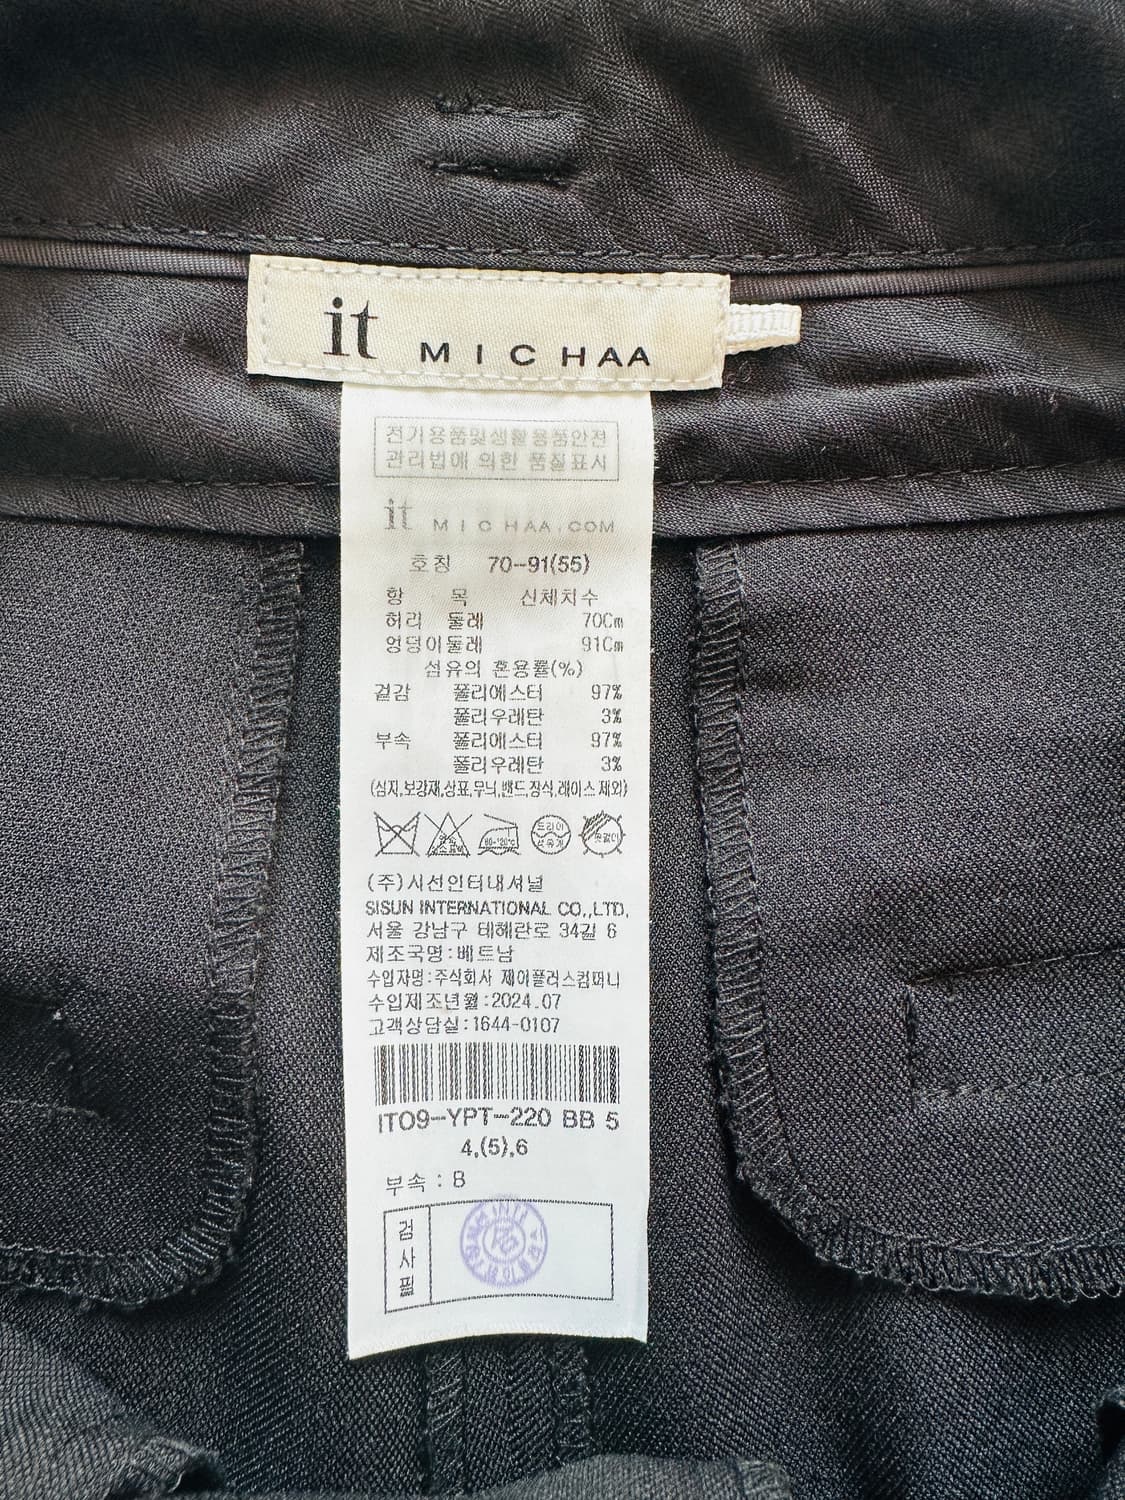 it MICHAA
전기용품및생활용품안전
관리법에 의한 품질표시
it MICHAA.COM
호칭 70-91(55)
항 목 신체치수
허리 둘레 70Cm
엉덩이둘레 91Cm
섬유의 혼용률(%)
겉감 폴리에스터 97%
폴리우레탄 3%
부속 폴리에스터 97%
폴리우레탄 3%
(심지,보강재,상표,무늬,밴드,장식,레이스 제외)
80~120℃
드라이
석유계
(주)시선인터내셔널
SISUN INTERNATIONAL CO.,LTD.
서울 강남구 테헤란로 34길 6
제조국명:베트남
수입자명:주식회사 제이플러스컴퍼니
수입제조년월:2024.07
고객상담실:1644-0107
IT09-YPT-220 BB 5
4,(5),6
부속 : B
검사필